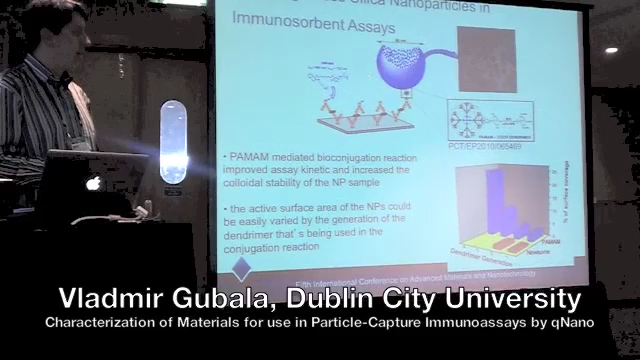 Silica Nanoparticles in
Immunosorbent Assays
PCT/EP2010/065469
• PAMAM mediated bioconjugation reaction
improved assay kinetic and increased the
colloidal stability of the NP sample
• the active surface area of the NPs could
be easily varied by the generation of the
dendrimer that's being used in the
conjugation reaction
% of surface coverage
PAMAM
Dendrimer Generation
Fifth International Conference on Advanced Materials and Nanotechnology
Vladmir Gubala, Dublin City University
Characterization of Materials for use in Particle-Capture Immunoassays by qNano